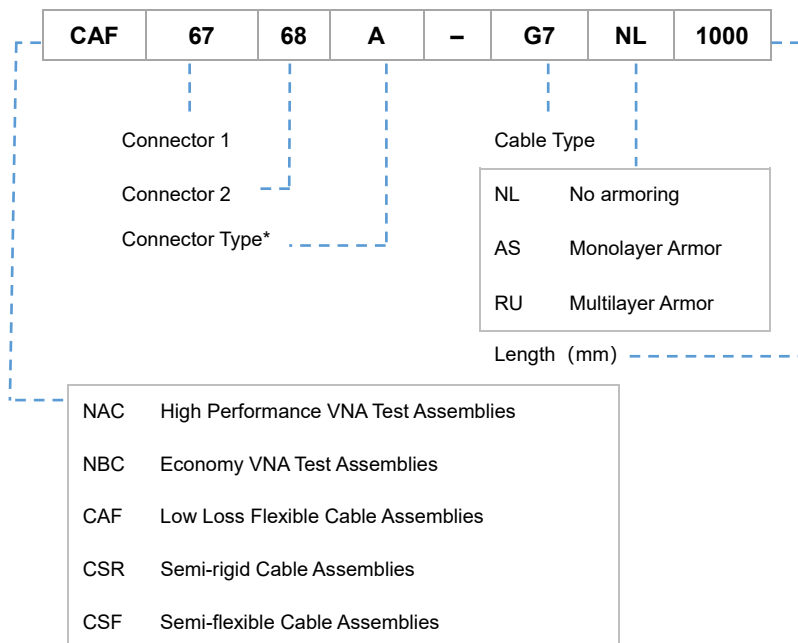 CAF 67 68 A – G7 NL 1000
Connector 1 Cable Type
Connector 2
Connector Type*
NL No armoring
AS Monolayer Armor
RU Multilayer Armor
Length（mm）
NAC High Performance VNA Test Assemblies
NBC Economy VNA Test Assemblies
CAF Low Loss Flexible Cable Assemblies
CSR Semi-rigid Cable Assemblies
CSF Semi-flexible Cable Assemblies